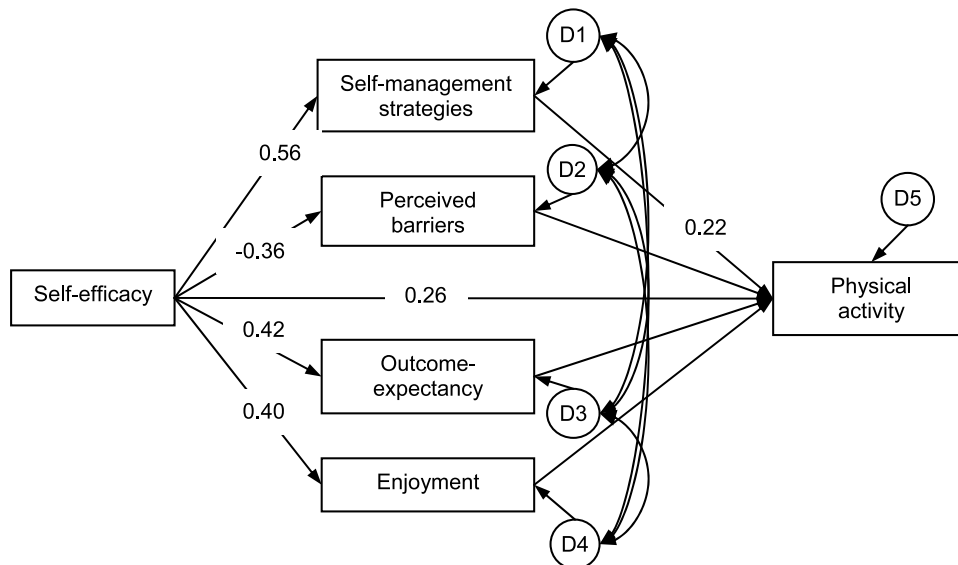 D1
Self-management
strategies
0.56
D2
Perceived
barriers
D5
0.22
-0.36
Self-efficacy
0.26
Physical
activity
0.42
Outcome-
expectancy
D3
0.40
Enjoyment
D4